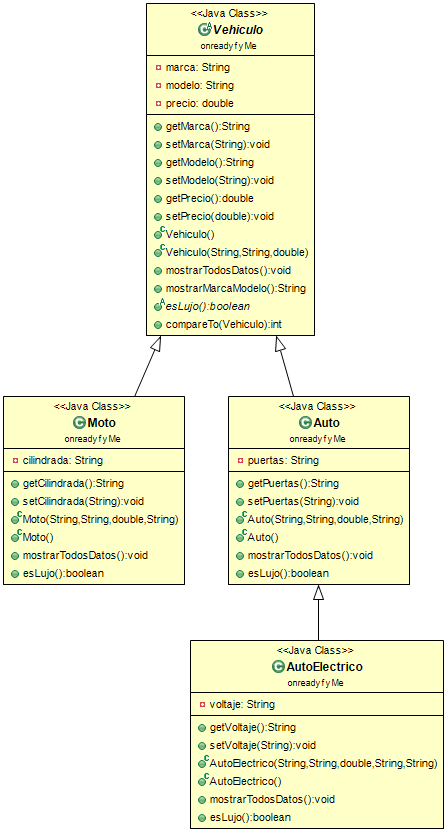 <<Java Class>>
Vehiculo
onreadyfyMe
marca: String
modelo: String
precio: double
getMarca():String
setMarca(String):void
getModelo():String
setModelo(String):void
getPrecio():double
setPrecio(double):void
Vehiculo()
Vehiculo(String,String,double)
mostrarTodosDatos():void
mostrarMarcaModelo():String
esLujo():boolean
compareTo(Vehiculo):int
<<Java Class>>
Moto
onreadyfyMe
cilindrada: String
getCilindrada():String
setCilindrada(String):void
Moto(String,String,double,String)
Moto()
mostrarTodosDatos():void
esLujo():boolean
<<Java Class>>
Auto
onreadyfyMe
puertas: String
getPuertas():String
setPuertas(String):void
Auto(String,String,double,String)
Auto()
mostrarTodosDatos():void
esLujo():boolean
<<Java Class>>
AutoElectrico
onreadyfyMe
voltaje: String
getVoltaje():String
setVoltaje(String):void
AutoElectrico(String,String,double,String,String)
AutoElectrico()
mostrarTodosDatos():void
esLujo():boolean